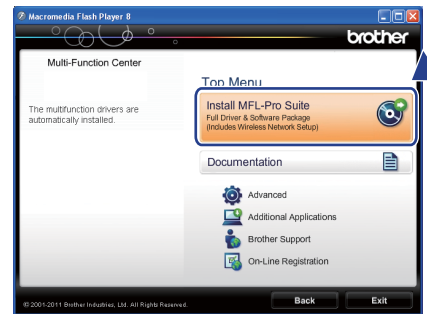 Macromedia Flash Player 8
brother
Multi-Function Center
The multifunction drivers are
automatically installed.
Top Menu
Install MFL-Pro Suite
Full Driver & Software Package
(Includes Wireless Network Setup)
Documentation
Advanced
Additional Applications
Brother Support
On-Line Registration
© 2001-2011 Brother Industries, Ltd. All Rights Reserved.
Back
Exit